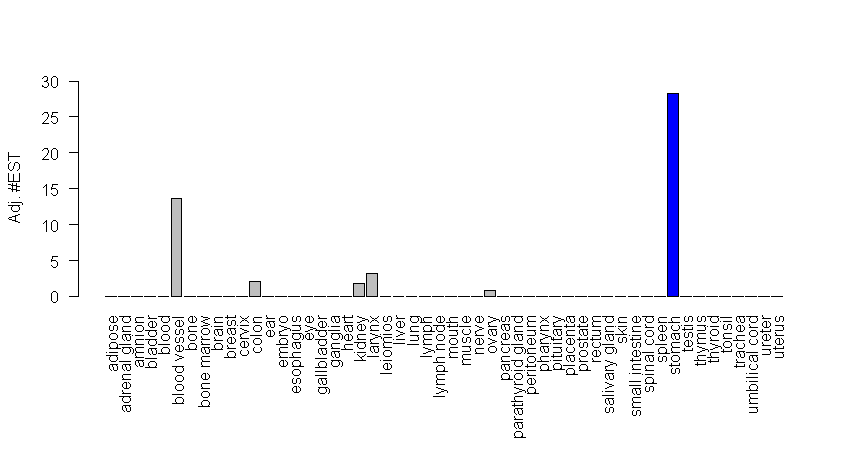 Adj. #EST
30
25
20
15
10
5
0
adipose
adrenal gland
amnion
bladder
blood
blood vessel
bone
bone marrow
brain
breast
cervix
colon
ear
embryo
esophagus
eye
gallbladder
ganglia
heart
kidney
larynx
leiomios
liver
lung
lymph
lymph node
mouth
muscle
nerve
ovary
pancreas
parathyroid gland
peritoneum
pharynx
pituitary
placenta
prostate
rectum
salivary gland
skin
small intestine
spinal cord
spleen
stomach
testis
thymus
thyroid
tonsil
trachea
umbilical cord
ureter
uterus